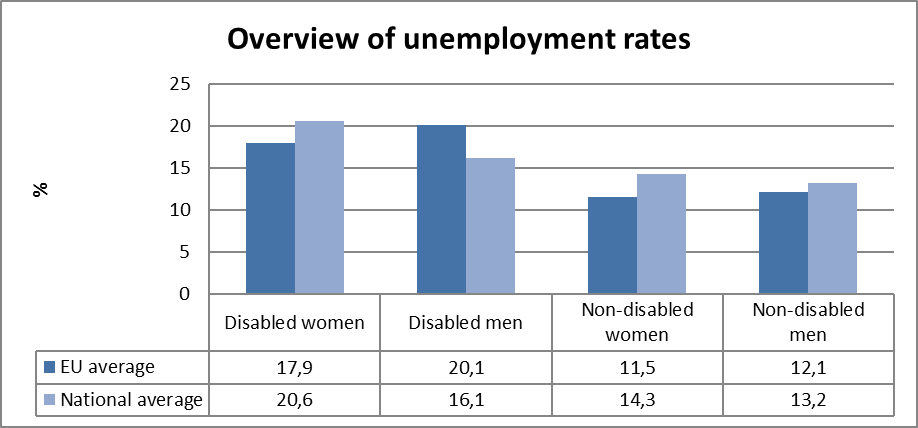 Overview of unemployment rates
25
20
15
10
5
0
%
Disabled women Disabled men Non-disabled women Non-disabled men
EU average 17,9 20,1 11,5 12,1
National average 20,6 16,1 14,3 13,2